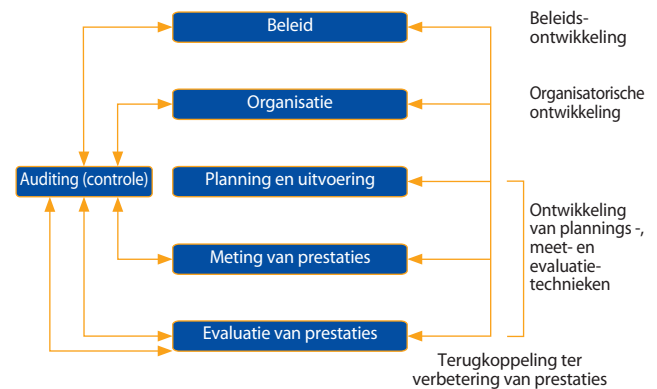 Beleid
Beleids-
ontwikkeling
Organisatie
Organisatorische
ontwikkeling
Auditing (controle)
Planning en uitvoering
Ontwikkeling
van plannings -,
meet- en
evaluatie-
technieken
Meting van prestaties
Evaluatie van prestaties
Terugkoppeling ter
verbetering van prestaties